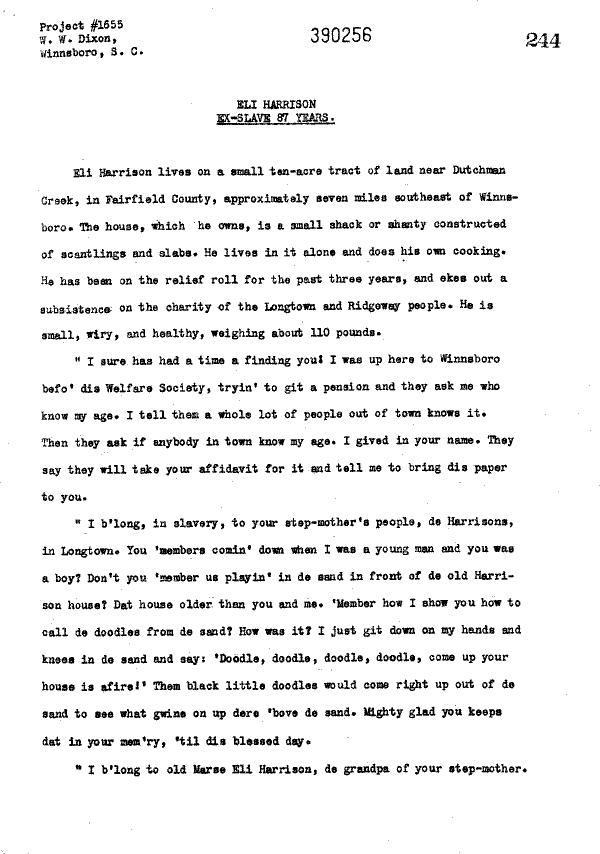 Project #1655
W. W. Dixon,
Winnsboro, S. C.
390256
244
ELI HARRISON
EX-SLAVE 87 YEARS.
Eli Harrison lives on a small ten-acre tract of land near Dutchman
Creek, in Fairfield County, approximately seven miles southeast of Winns-
boro. The house, which he owns, is a small shack or shanty constructed
of scantlings and slabs. He lives in it alone and does his own cooking.
He has been on the relief roll for the past three years, and ekes out a
subsistence on the charity of the Longtown and Ridgeway people. He is
small, wiry, and healthy, weighing about 110 pounds.
" I sure has had a time a finding you! I was up here to Winnsboro
befo' dis Welfare Society, tryin' to git a pension and they ask me who
know my age. I tell them a whole lot of people out of town knows it.
Then they ask if anybody in town know my age. I gived in your name. They
say they will take your affidavit for it and tell me to bring dis paper
to you.
" I b'long, in slavery, to your step-mother's people, de Harrisons,
in Longtown. You 'members comin' down when I was a young man and you was
a boy? Don't you 'member us playin' in de sand in front of de old Harri-
son house? Dat house older than you and me. 'Member how I show you how to
call de doodles from de sand? How was it? I just git down on my hands and
knees in de sand and say: 'Doodle, doodle, doodle, doodle, come up your
house is afire!' Them black little doodles would come right up out of de
sand to see what gwine on up dere 'bove de sand. Mighty glad you keeps
dat in your mem'ry, 'til dis blessed day.
" I b'long to old Marse Eli Harrison, de grandpa of your step-mother.